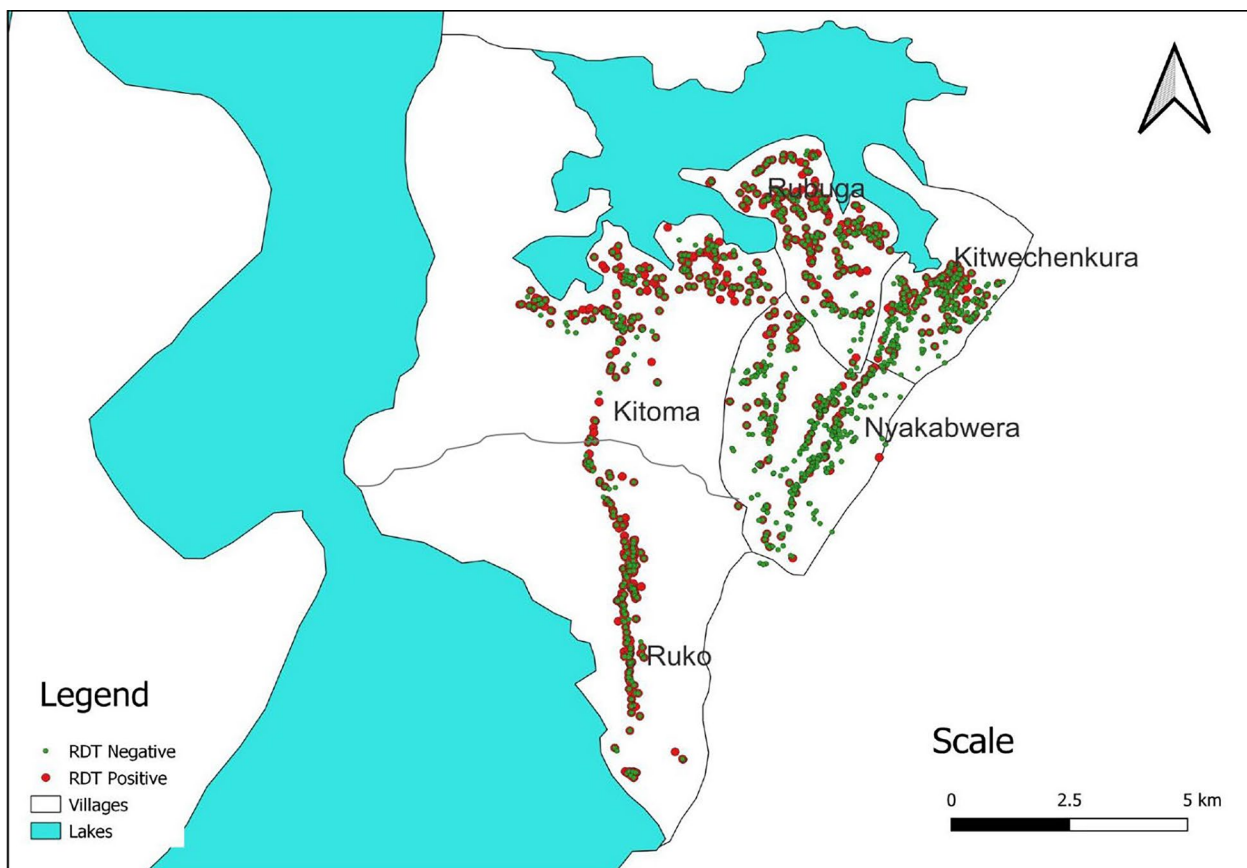 Rubuga
Kitwechenkura
Kitoma
Nyakabwera
Ruko
Legend
RDT Negative
RDT Positive
Villages
Lakes
Scale
0 2.5 5 km